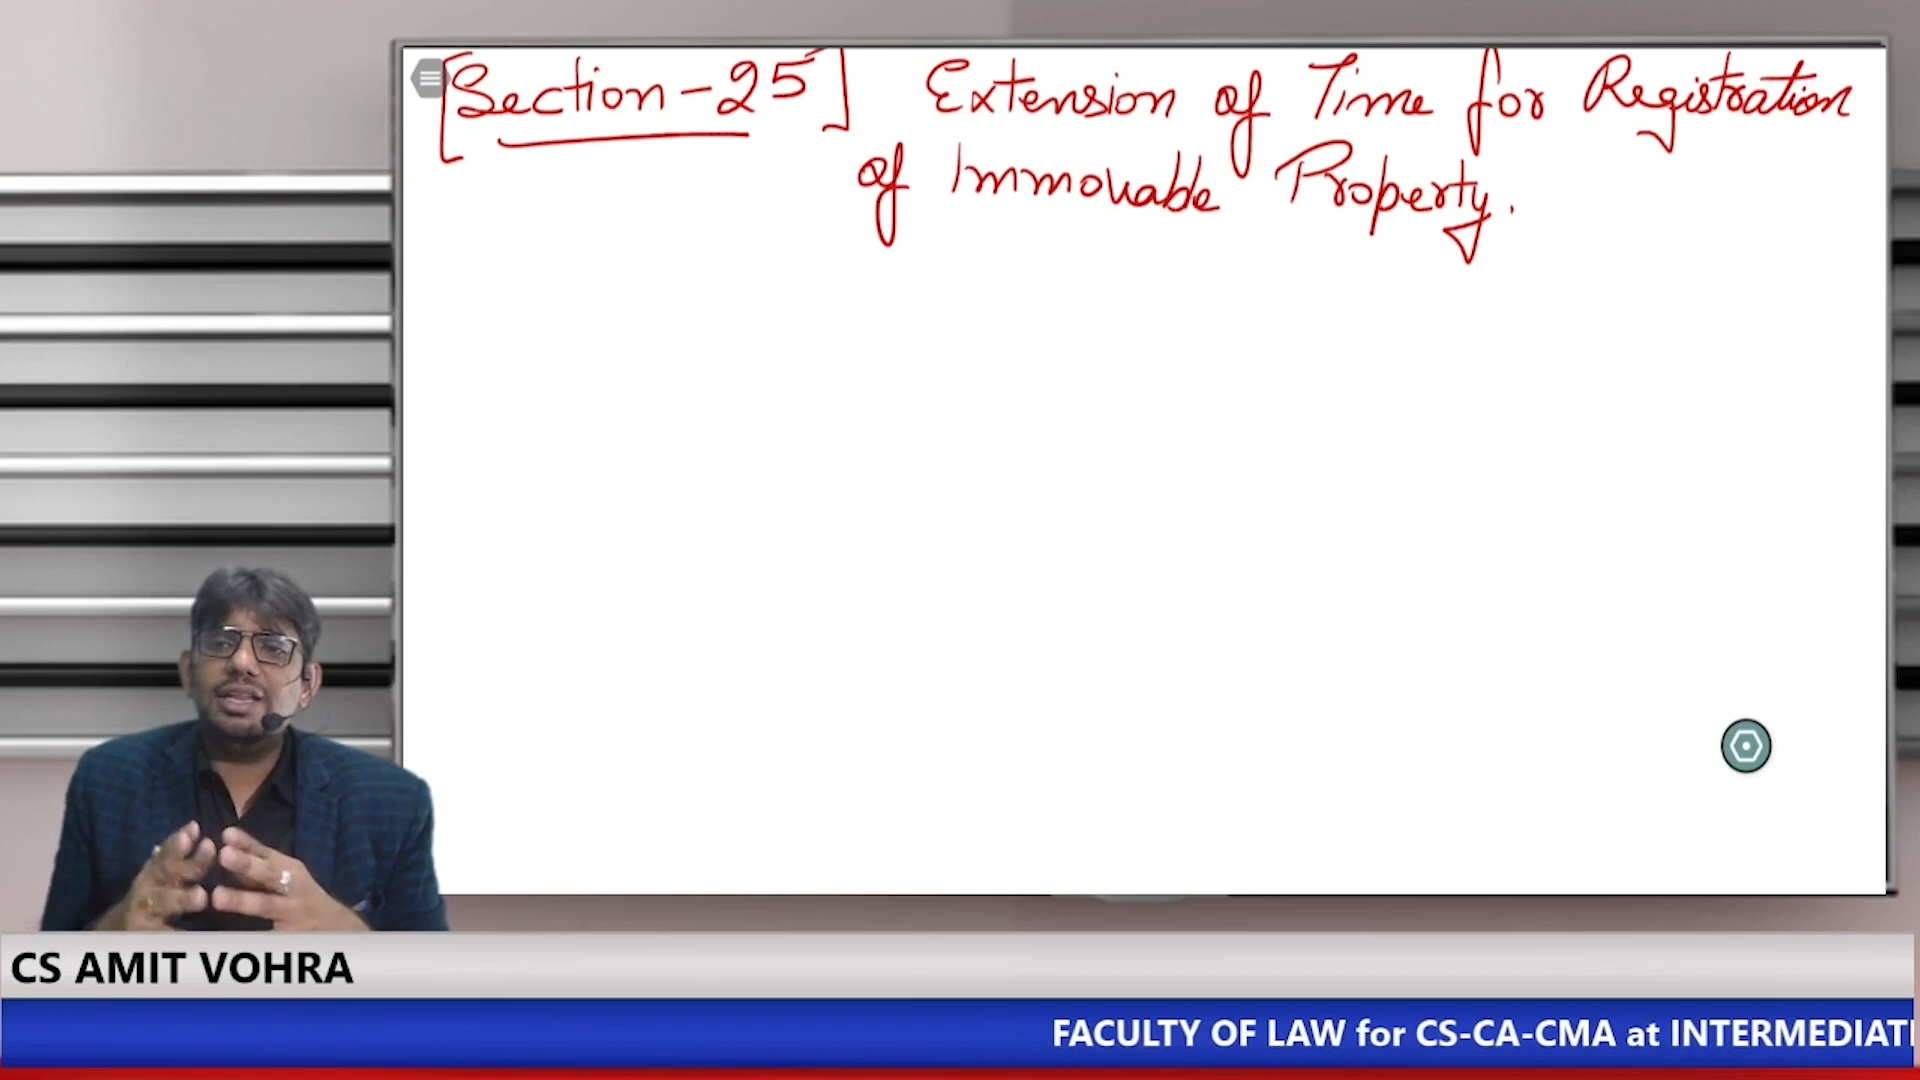 [Section-25] Extension of Time for Registration
of Immovable Property.
CS AMIT VOHRA
FACULTY OF LAW for CS-CA-CMA at INTERMEDIATI